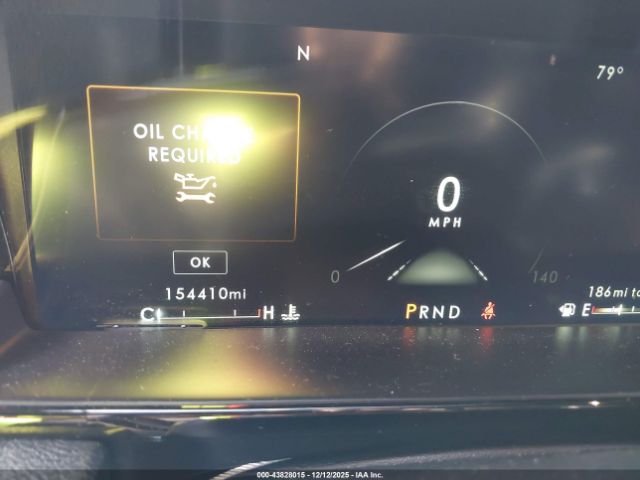 N
79°
OIL CHANGE
REQUIRED
0
MPH
OK
0
140
154410mi
186mi to
C H
PRND
E
000-43828015 - 12/12/2025 - IAA Inc.